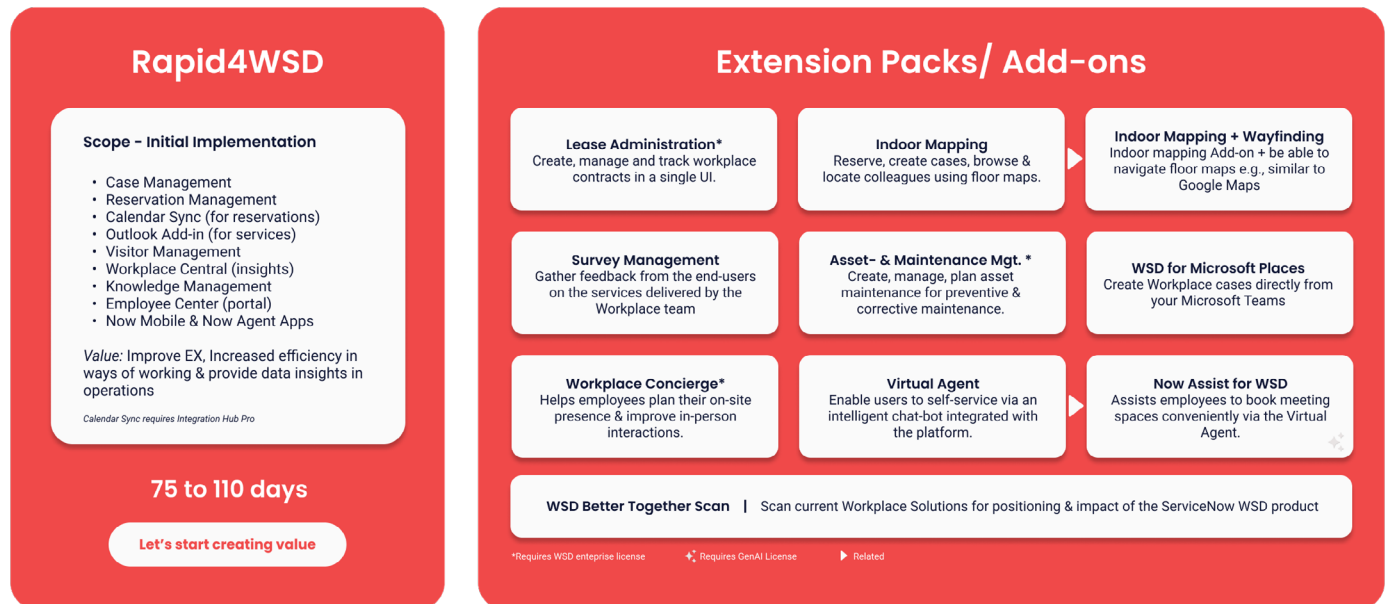 Rapid4WSD
Scope - Initial Implementation
• Case Management
• Reservation Management
• Calendar Sync (for reservations)
• Outlook Add-in (for services)
• Visitor Management
• Workplace Central (insights)
• Knowledge Management
• Employee Center (portal)
• Now Mobile & Now Agent Apps
Value: Improve EX, Increased efficiency in
ways of working & provide data insights in
operations
Calendar Sync requires Integration Hub Pro
75 to 110 days
Let's start creating value
Extension Packs/ Add-ons
Lease Administration*
Create, manage and track workplace
contracts in a single UI.
Indoor Mapping
Reserve, create cases, browse &
locate colleagues using floor maps.
Indoor Mapping + Wayfinding
Indoor mapping Add-on + be able to
navigate floor maps e.g., similar to
Google Maps
Survey Management
Gather feedback from the end-users
on the services delivered by the
Workplace team
Asset- & Maintenance Mgt. *
Create, manage, plan asset
maintenance for preventive &
corrective maintenance.
WSD for Microsoft Places
Create Workplace cases directly from
your Microsoft Teams
Workplace Concierge*
Helps employees plan their on-site
presence & improve in-person
interactions.
Virtual Agent
Enable users to self-service via an
intelligent chat-bot integrated with
the platform.
Now Assist for WSD
Assists employees to book meeting
spaces conveniently via the Virtual
Agent.
WSD Better Together Scan | Scan current Workplace Solutions for positioning & impact of the ServiceNow WSD product
*Requires WSD enteprise license
Requires GenAI License
Related